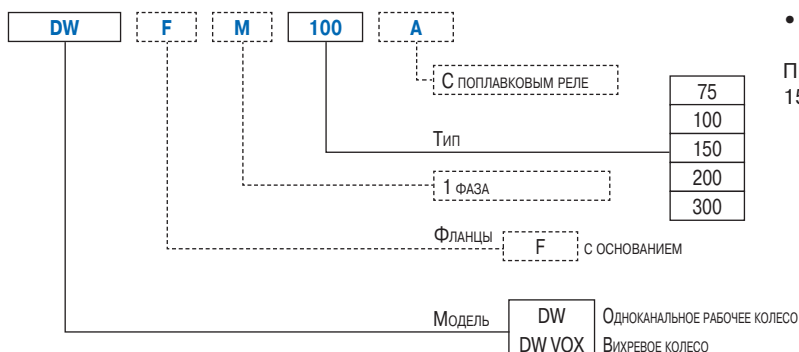 DW F M 100 A
•
С ПОПЛАВКОВЫМ РЕЛЕ
75
П
15
100
Тип
150
1 ФАЗА
200
300
Фланцы
F С ОСНОВАНИЕМ
Модель DW Одноканальное рабочее колесо
DW VOX Вихревое колесо